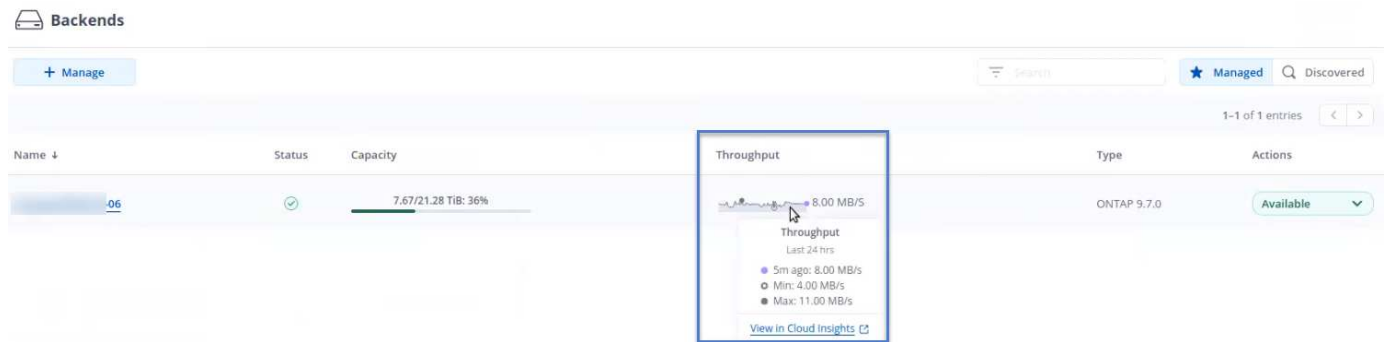 Backends
+ Manage
Search
Managed
Discovered
1–1 of 1 entries
Name ↓ Status Capacity Throughput Type Actions
-06 7.67/21.28 TiB: 36% 8.00 MB/S ONTAP 9.7.0 Available
Throughput
Last 24 hrs
5m ago: 8.00 MB/s
Min: 4.00 MB/s
Max: 11.00 MB/s
View in Cloud Insights